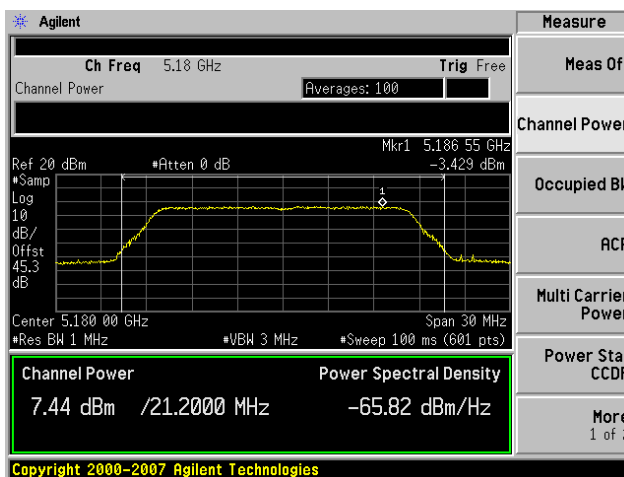 Agilent
Measure
Ch Freq 5.18 GHz Trig Free
Channel Power Averages: 100
Mkr1 5.186 55 GHz
Ref 20 dBm #Atten 0 dB -3.429 dBm
#Samp
Log
10
dB/
Offst
45.3
dB
1
Center 5.180 00 GHz Span 30 MHz
#Res BW 1 MHz #VBW 3 MHz #Sweep 100 ms (601 pts)
Channel Power Power Spectral Density
7.44 dBm /21.2000 MHz -65.82 dBm/Hz
Copyright 2000-2007 Agilent Technologies
Meas Of
Channel Power
Occupied BW
ACP
Multi Carrier
Power
Power Sta
CCDF
More
1 of